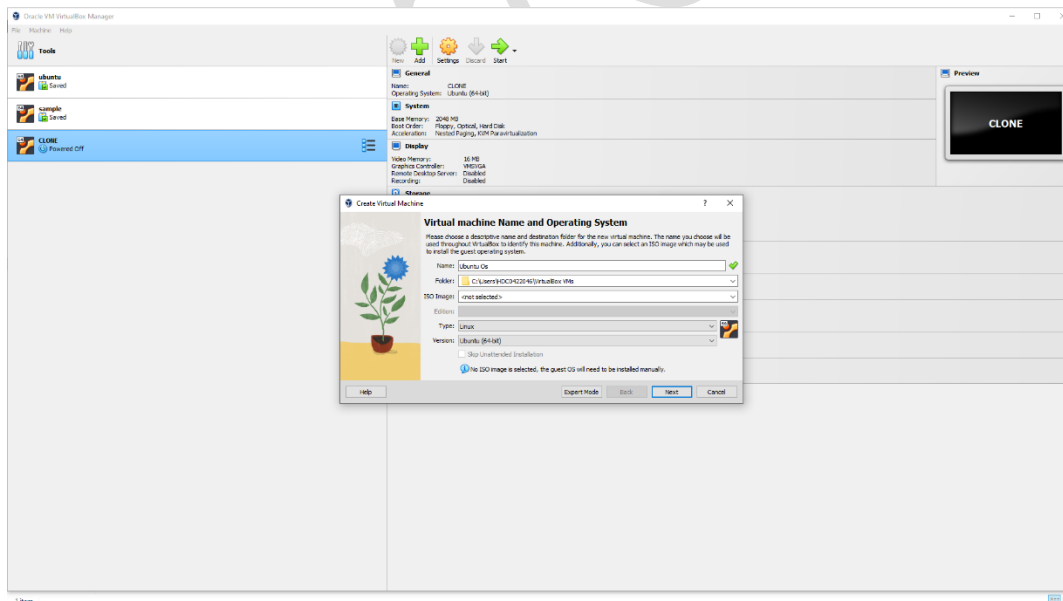 Oracle VM VirtualBox Manager
File Machine Help
Tools
ubuntu
Saved
sample
Saved
CLONE
Powered Off
New Add Settings Discard Start
General
Name: CLONE
Operating System: Ubuntu (64-bit)
System
Base Memory: 2048 MB
Boot Order: Floppy, Optical, Hard Disk
Acceleration: Nested Paging, KVM Paravirtualization
Display
Video Memory: 16 MB
Graphics Controller: VMSVGA
Remote Desktop Server: Disabled
Recording: Disabled
Storage
Preview
CLONE
Create Virtual Machine ?
Virtual machine Name and Operating System
Please choose a descriptive name and destination folder for the new virtual machine. The name you choose will be
used throughout VirtualBox to identify this machine. Additionally, you can select an ISO image which may be used
to install the guest operating system.
Name: Ubuntu Os
Folder: C:\Users\HDC0422046\VirtualBox VMs
ISO Image: <not selected>
Edition:
Type: Linux
Version: Ubuntu (64-bit)
Skip Unattended Installation
No ISO image is selected, the guest OS will need to be installed manually.
Help Expert Mode Back Next Cancel